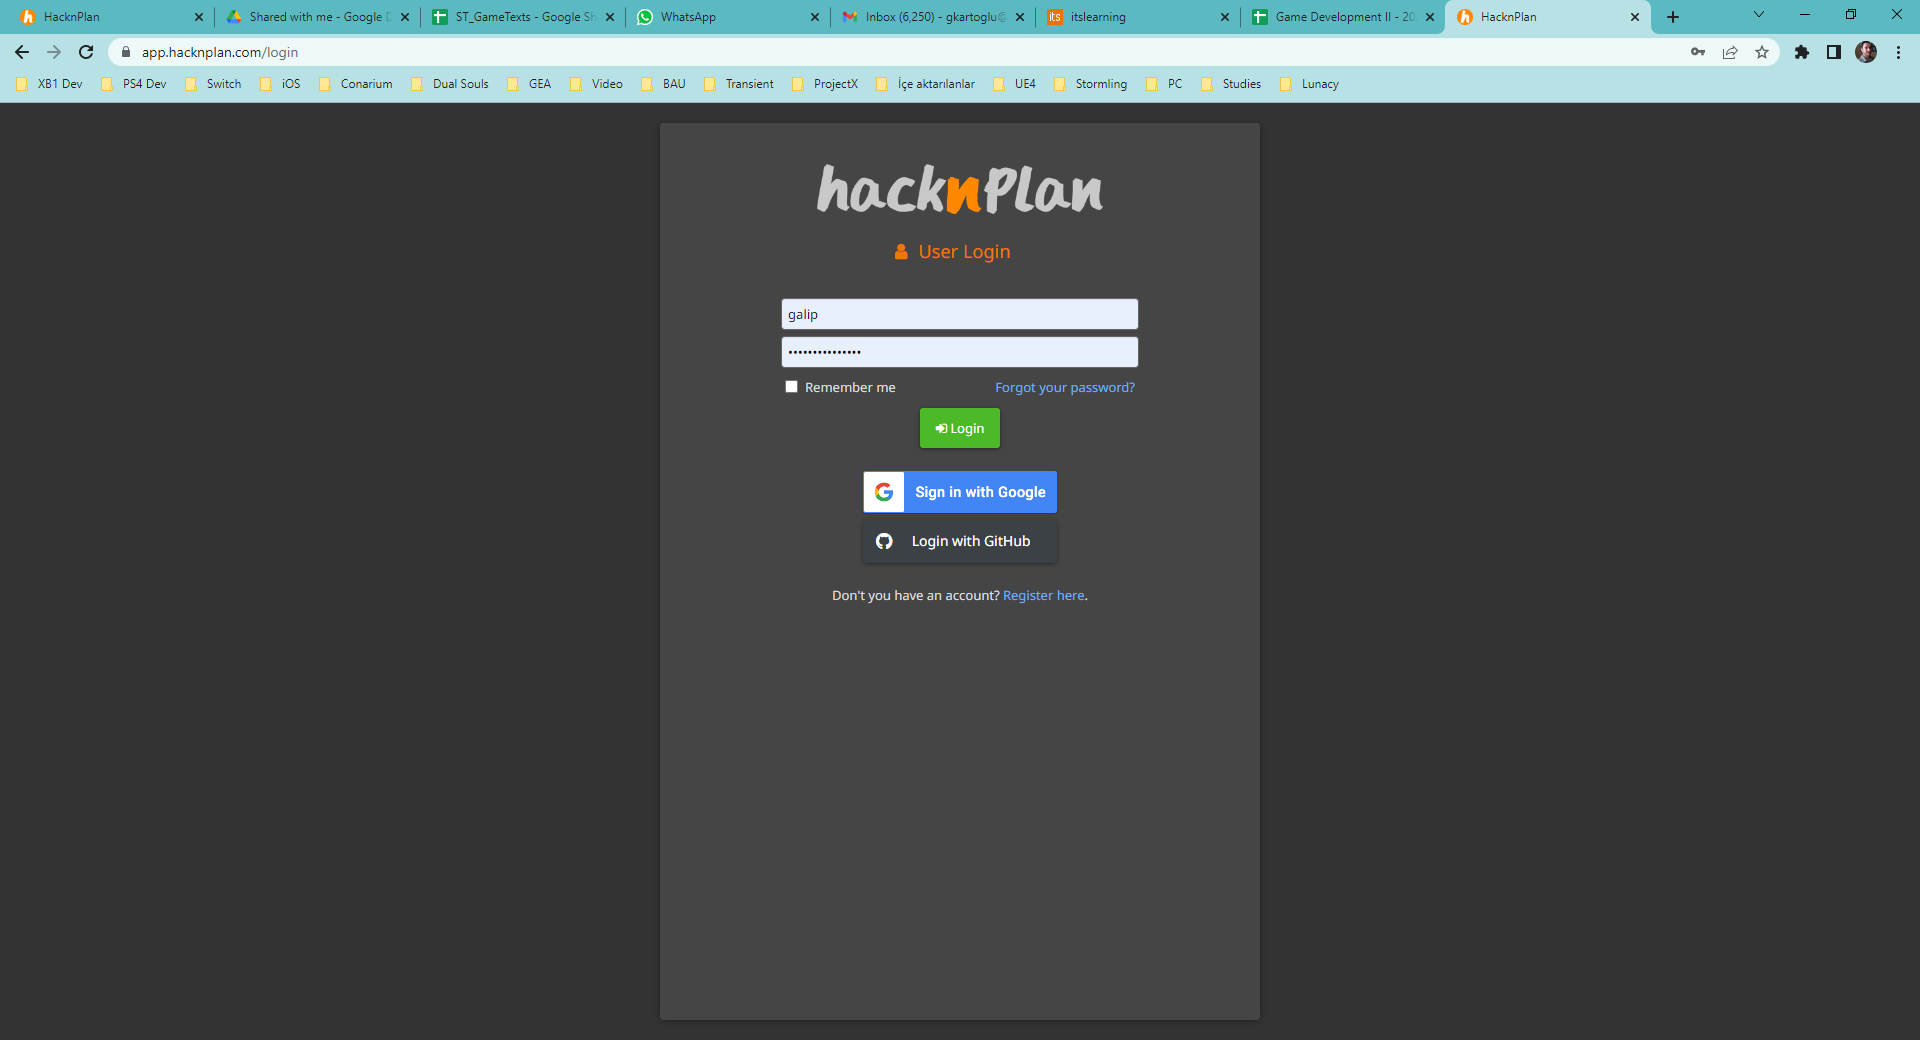 HacknPlan
Shared with me - Google D
ST_GameTexts - Google Sh
WhatsApp
Inbox (6,250) - gkartoglu@
itslearning
Game Development II - 20
HacknPlan
app.hacknplan.com/login
XB1 Dev
PS4 Dev
Switch
iOS
Conarium
Dual Souls
GEA
Video
BAU
Transient
ProjectX
İçe aktarılanlar
UE4
Stormling
PC
Studies
Lunacy
hacknPlan
User Login
galip
•••••••••••••••
Remember me
Forgot your password?
Login
Sign in with Google
Login with GitHub
Don't you have an account? Register here.